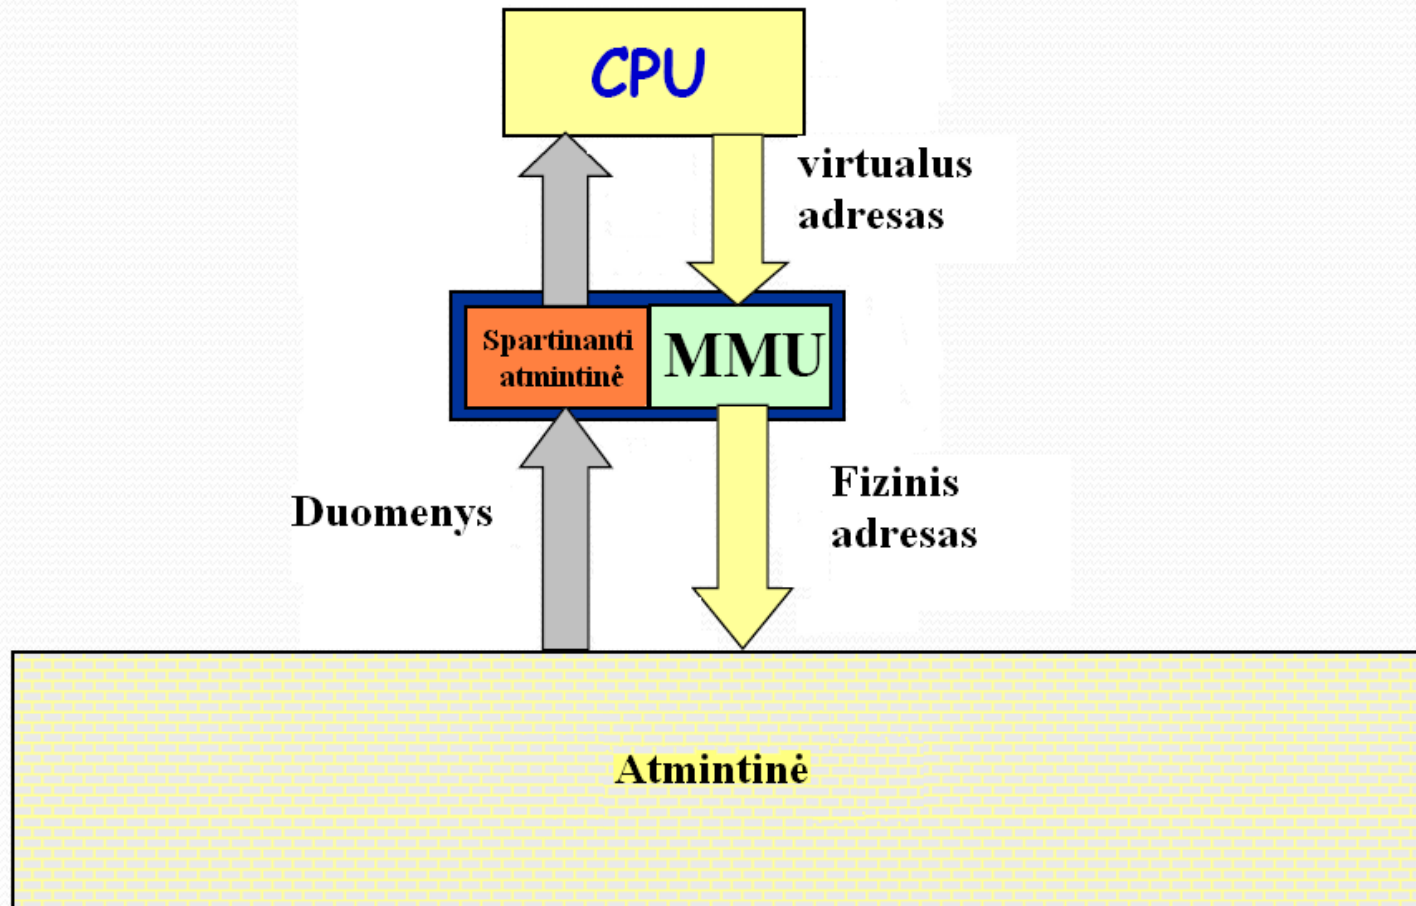 CPU
virtualus
adresas
Spartinanti
atmintinė
MMU
Duomenys
Fizinis
adresas
Atmintinė